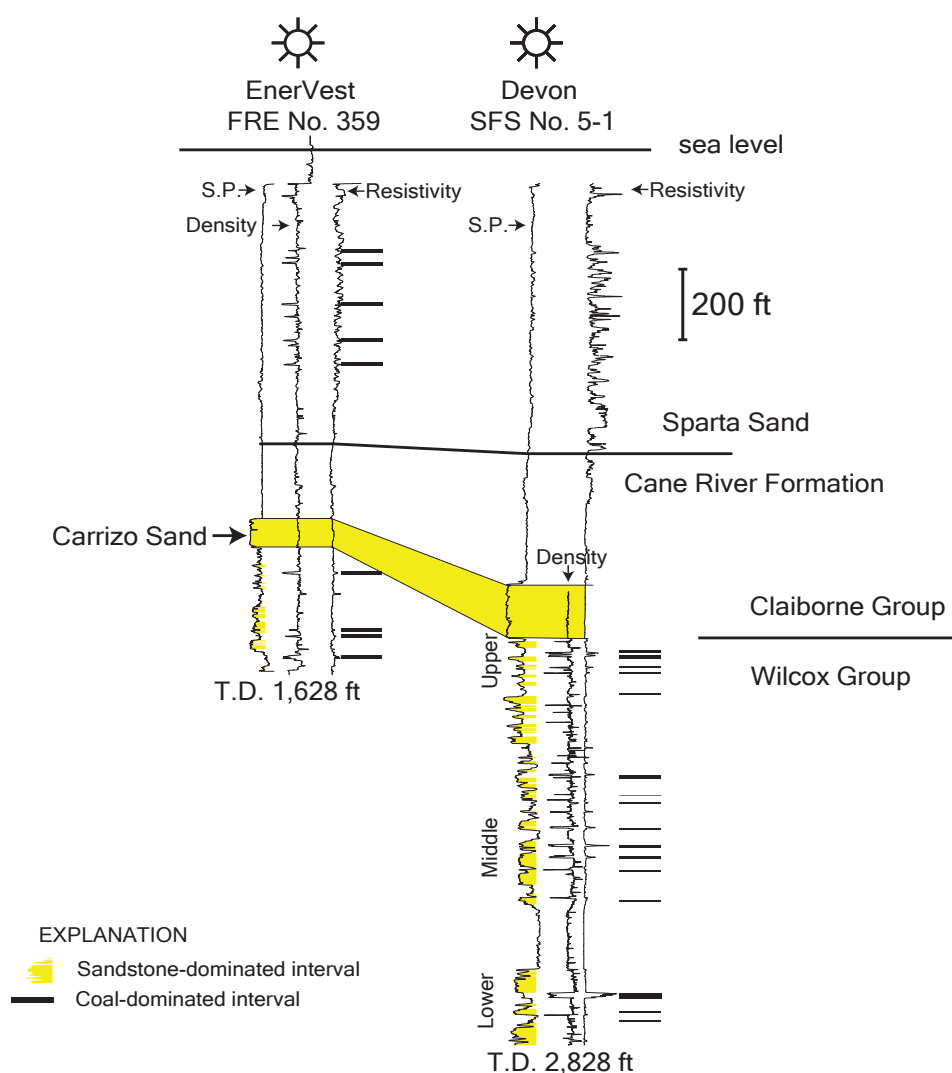 EnerVest
FRE No. 359
Devon
SFS No. 5-1
sea level
S.P.
Resistivity
Density
S.P.
Resistivity
200 ft
Sparta Sand
Cane River Formation
Carrizo Sand
Density
Claiborne Group
Upper
Wilcox Group
T.D. 1,628 ft
Middle
EXPLANATION
Sandstone-dominated interval
Coal-dominated interval
Lower
T.D. 2,828 ft